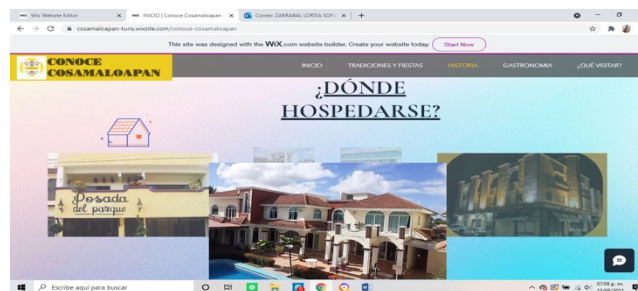 Wix Website Editor
INICIO | Conoce Cosamaloapan
Correo: ZARRABAL LORTIA SOFI
cosamaloapan-turis.wixsite.com/conoce-cosamaloapan
This site was designed with the WiX.com website builder. Create your website today.
Start Now
CONOCE
COSAMALOAPAN
INICIO
TRADICIONES Y FIESTAS
HISTORIA
GASTRONOMIA
¿QUÉ VISITAR?
¿DÓNDE
HOSPEDARSE?
Posada
del parque
Escribe aquí para buscar
07:09 p. m.